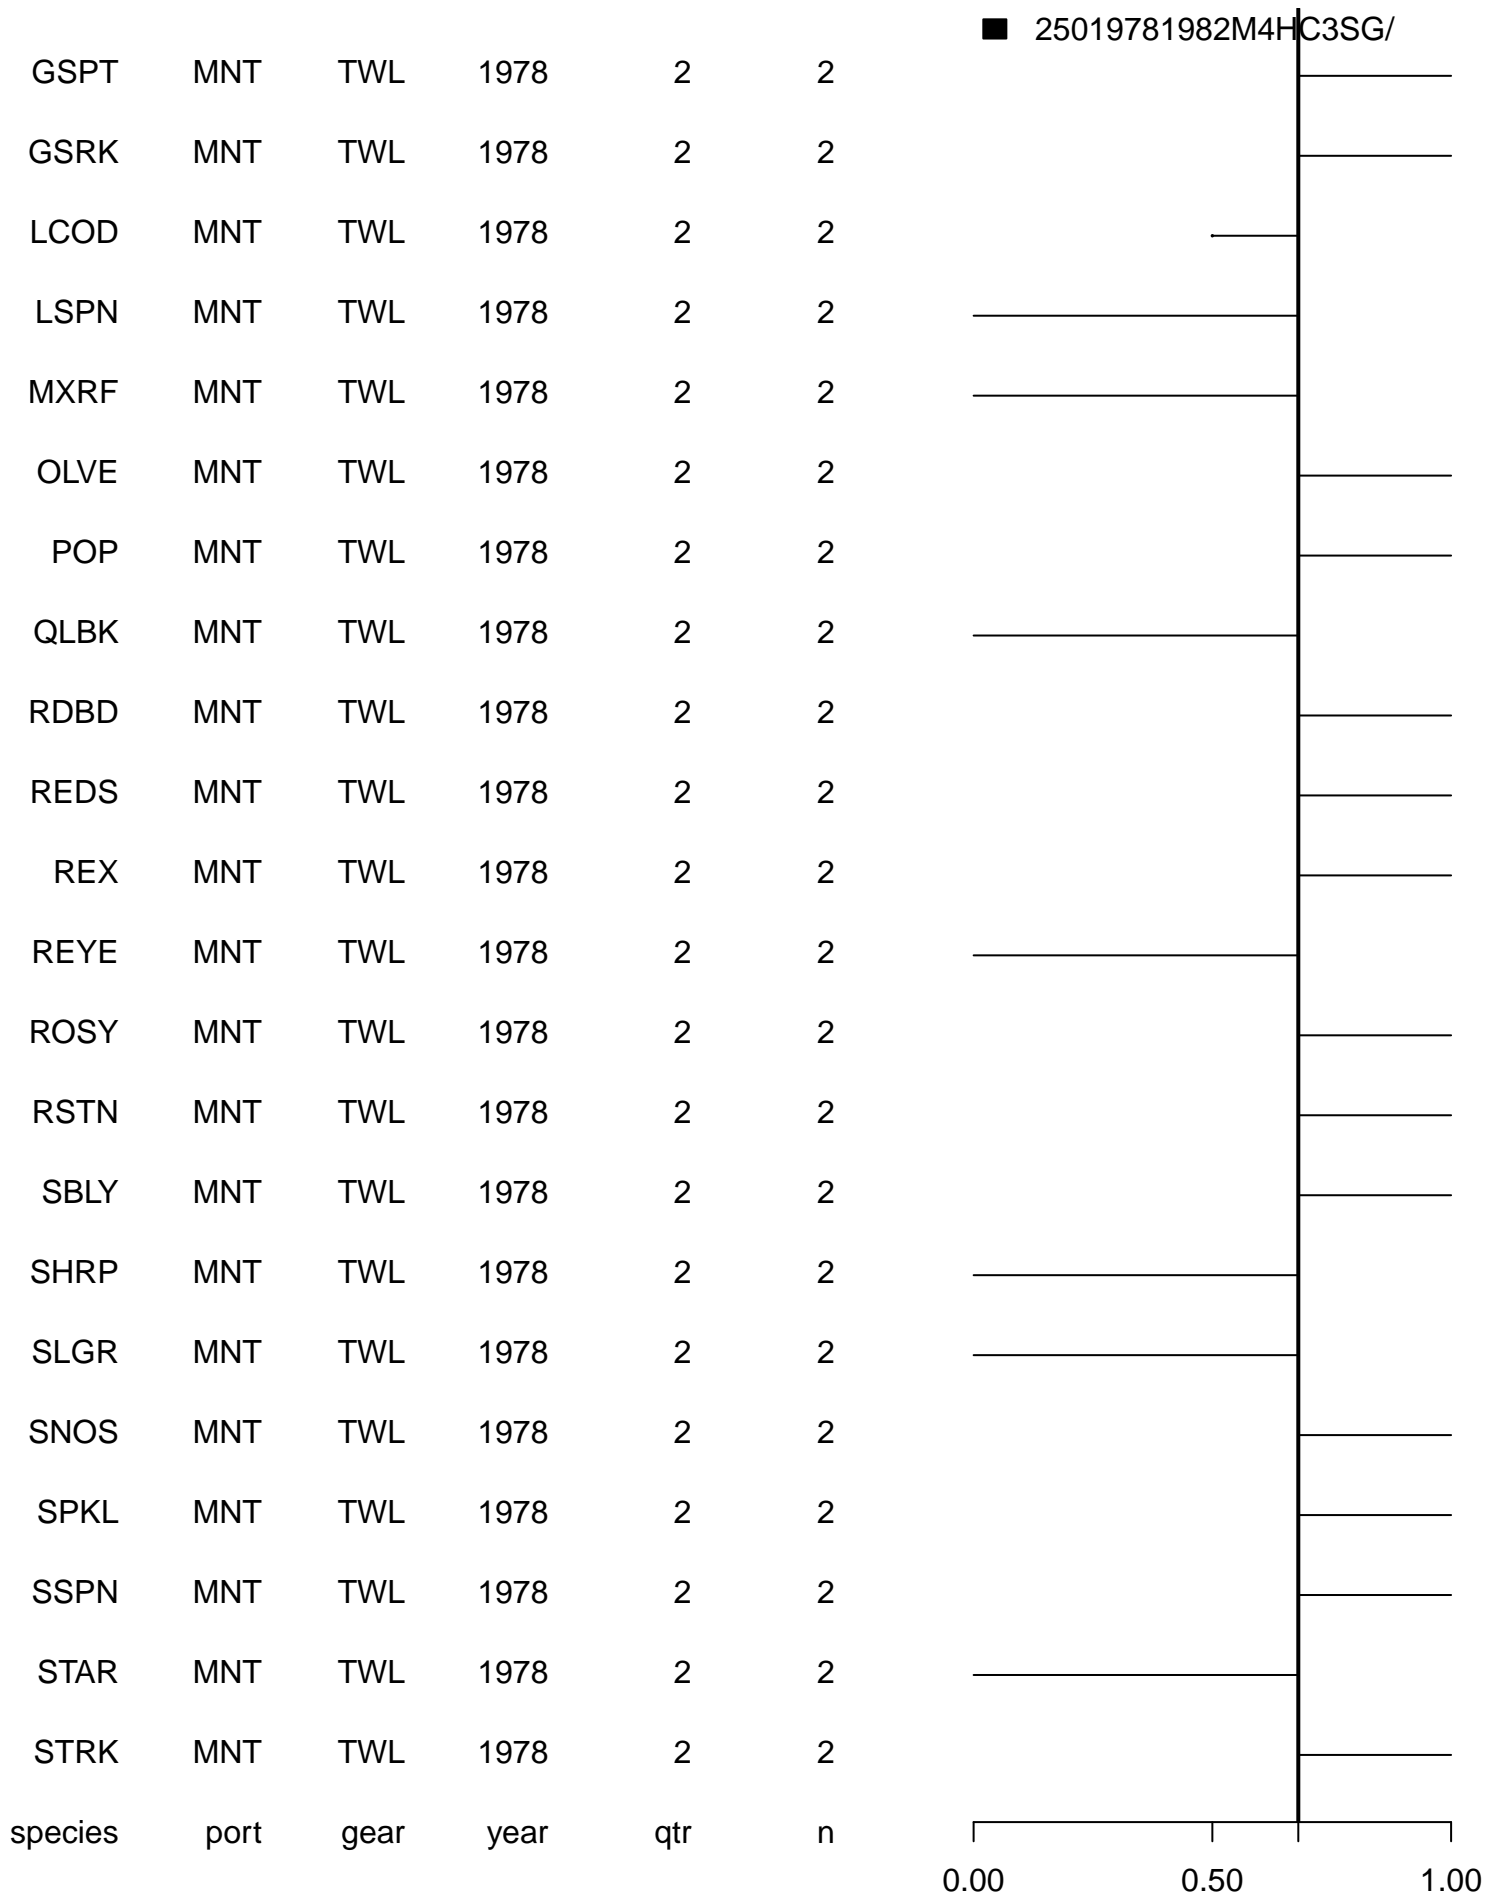 25019781982M4HC3SG/
GSPT MNT TWL 1978 2 2
GSRK MNT TWL 1978 2 2
LCOD MNT TWL 1978 2 2
LSPN MNT TWL 1978 2 2
MXRF MNT TWL 1978 2 2
OLVE MNT TWL 1978 2 2
POP MNT TWL 1978 2 2
QLBK MNT TWL 1978 2 2
RDBD MNT TWL 1978 2 2
REDS MNT TWL 1978 2 2
REX MNT TWL 1978 2 2
REYE MNT TWL 1978 2 2
ROSY MNT TWL 1978 2 2
RSTN MNT TWL 1978 2 2
SBLY MNT TWL 1978 2 2
SHRP MNT TWL 1978 2 2
SLGR MNT TWL 1978 2 2
SNOS MNT TWL 1978 2 2
SPKL MNT TWL 1978 2 2
SSPN MNT TWL 1978 2 2
STAR MNT TWL 1978 2 2
STRK MNT TWL 1978 2 2
species port gear year qtr n
0.00 0.50 1.00